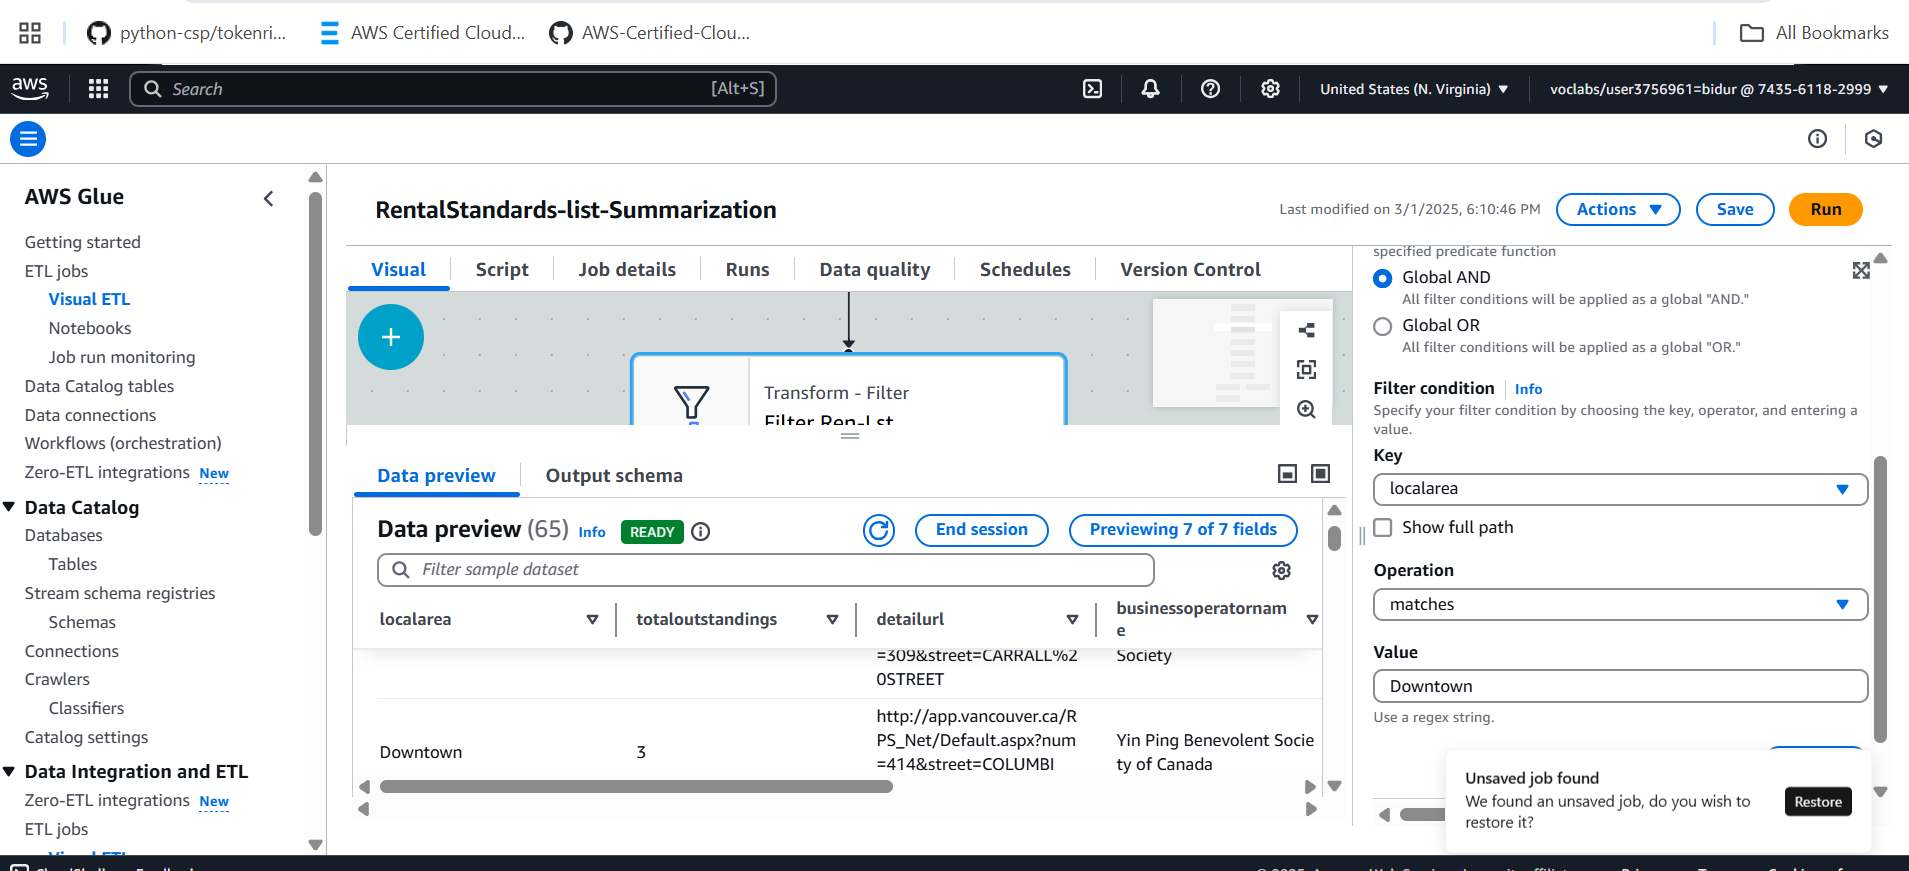 python-csp/tokenri...
AWS Certified Cloud...
AWS-Certified-Clou...
All Bookmarks
aws
Search
[Alt+S]
United States (N. Virginia)
voclabs/user3756961=bidur @ 7435-6118-2999
AWS Glue
Getting started
ETL jobs
Visual ETL
Notebooks
Job run monitoring
Data Catalog tables
Data connections
Workflows (orchestration)
Zero-ETL integrations New
Data Catalog
Databases
Tables
Stream schema registries
Schemas
Connections
Crawlers
Classifiers
Catalog settings
Data Integration and ETL
Zero-ETL integrations New
ETL jobs
Visual ETL
RentalStandards-list-Summarization
Last modified on 3/1/2025, 6:10:46 PM
Actions
Save
Run
Visual
Script
Job details
Runs
Data quality
Schedules
Version Control
Transform - Filter
Filter Ren-Lst
Data preview
Output schema
Data preview (65) Info READY
End session
Previewing 7 of 7 fields
Filter sample dataset
localarea
totaloutstandings
detailurl
businessoperatornam
e
=309&street=CARRALL%2
0STREET
Society
Downtown
3
http://app.vancouver.ca/R
PS_Net/Default.aspx?num
=414&street=COLUMBI
Yin Ping Benevolent Socie
ty of Canada
specified predicate function
Global AND
All filter conditions will be applied as a global "AND."
Global OR
All filter conditions will be applied as a global "OR."
Filter condition Info
Specify your filter condition by choosing the key, operator, and entering a
value.
Key
localarea
Show full path
Operation
matches
Value
Downtown
Use a regex string.
Unsaved job found
We found an unsaved job, do you wish to
restore it?
Restore